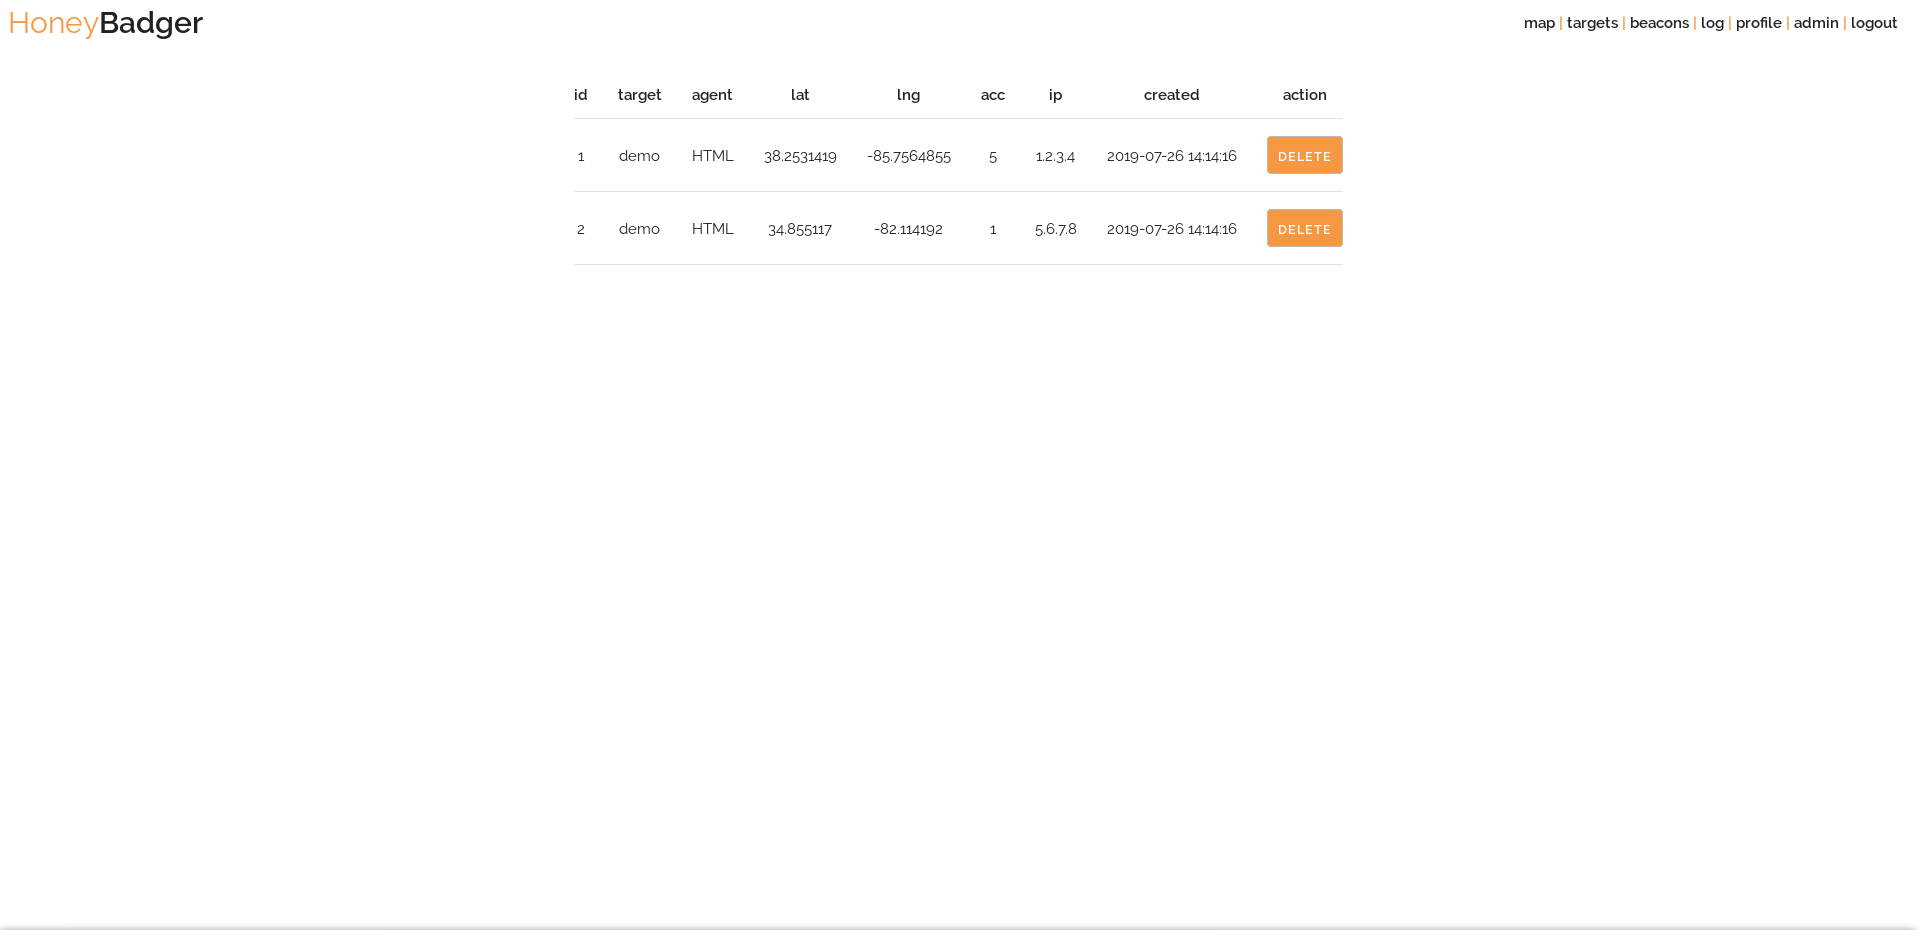 HoneyBadger
map | targets | beacons | log | profile | admin | logout
id target agent lat lng acc ip created action
1 demo HTML 38.2531419 -85.7564855 5 1.2.3.4 2019-07-26 14:14:16 DELETE
2 demo HTML 34.855117 -82.114192 1 5.6.7.8 2019-07-26 14:14:16 DELETE